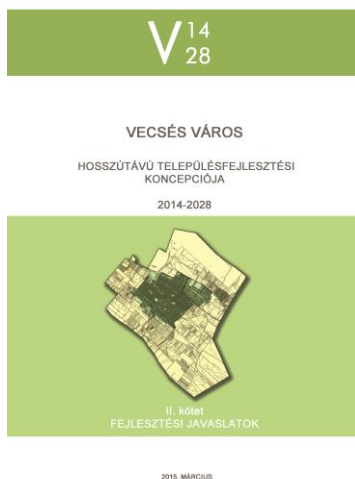 V 14
28
VECSÉS VÁROS
HOSSZÚTÁVÚ TELEPÜLÉSFEJLESZTÉSI
KONCEPCIÓJA
2014-2028
II. kötet
FEJLESZTÉSI JAVASLATOK
2015. MÁRCIUS